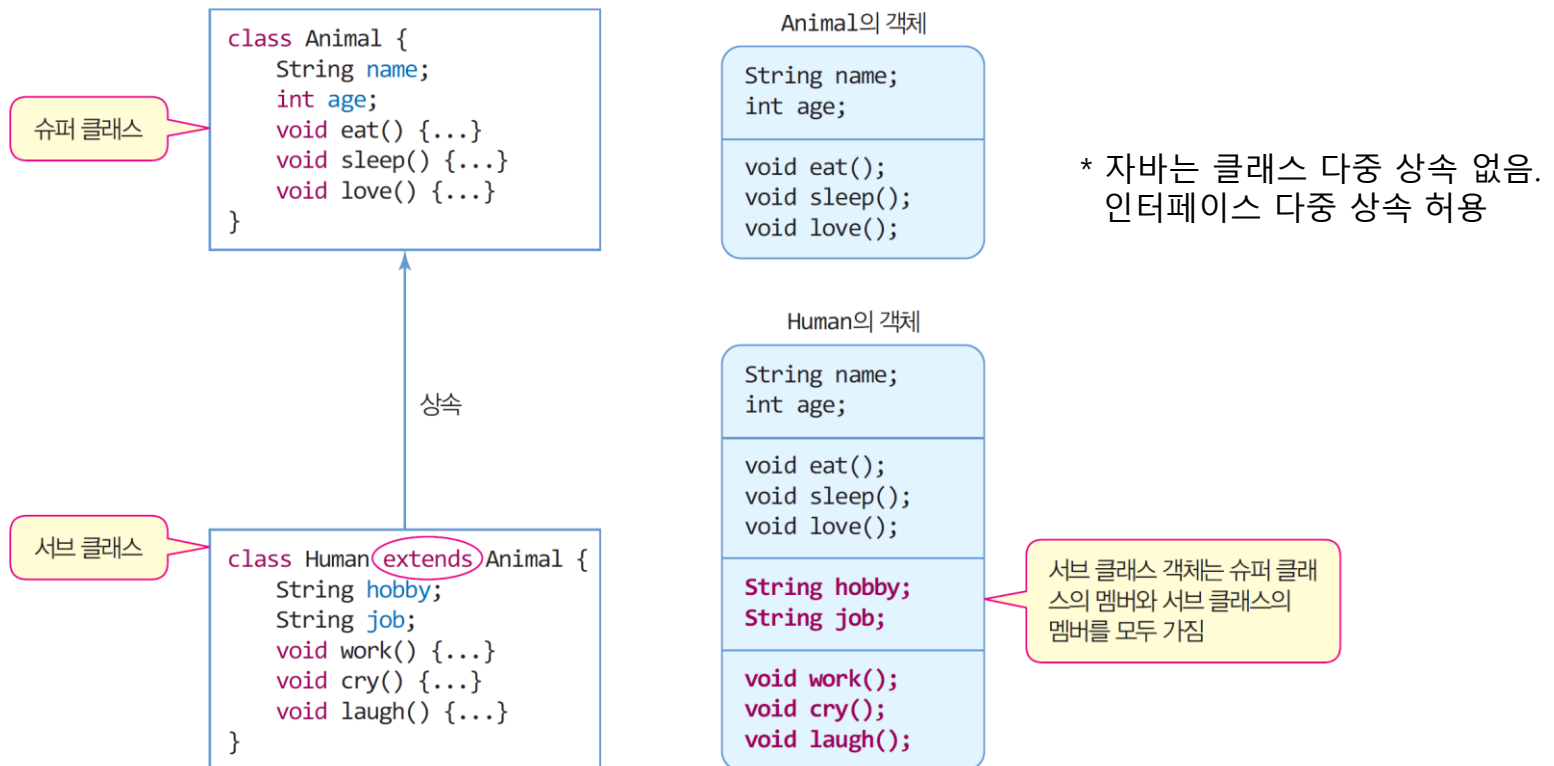 슈퍼 클래스
class Animal {
String name;
int age;
void eat() {...}
void sleep() {...}
void love() {...}
}
상속
서브 클래스
class Human extends Animal {
String hobby;
String job;
void work() {...}
void cry() {...}
void laugh() {...}
}
Animal의 객체
String name;
int age;
void eat();
void sleep();
void love();
Human의 객체
String name;
int age;
void eat();
void sleep();
void love();
String hobby;
String job;
void work();
void cry();
void laugh();
* 자바는 클래스 다중 상속 없음.
인터페이스 다중 상속 허용
서브 클래스 객체는 슈퍼 클래
스의 멤버와 서브 클래스의
멤버를 모두 가짐